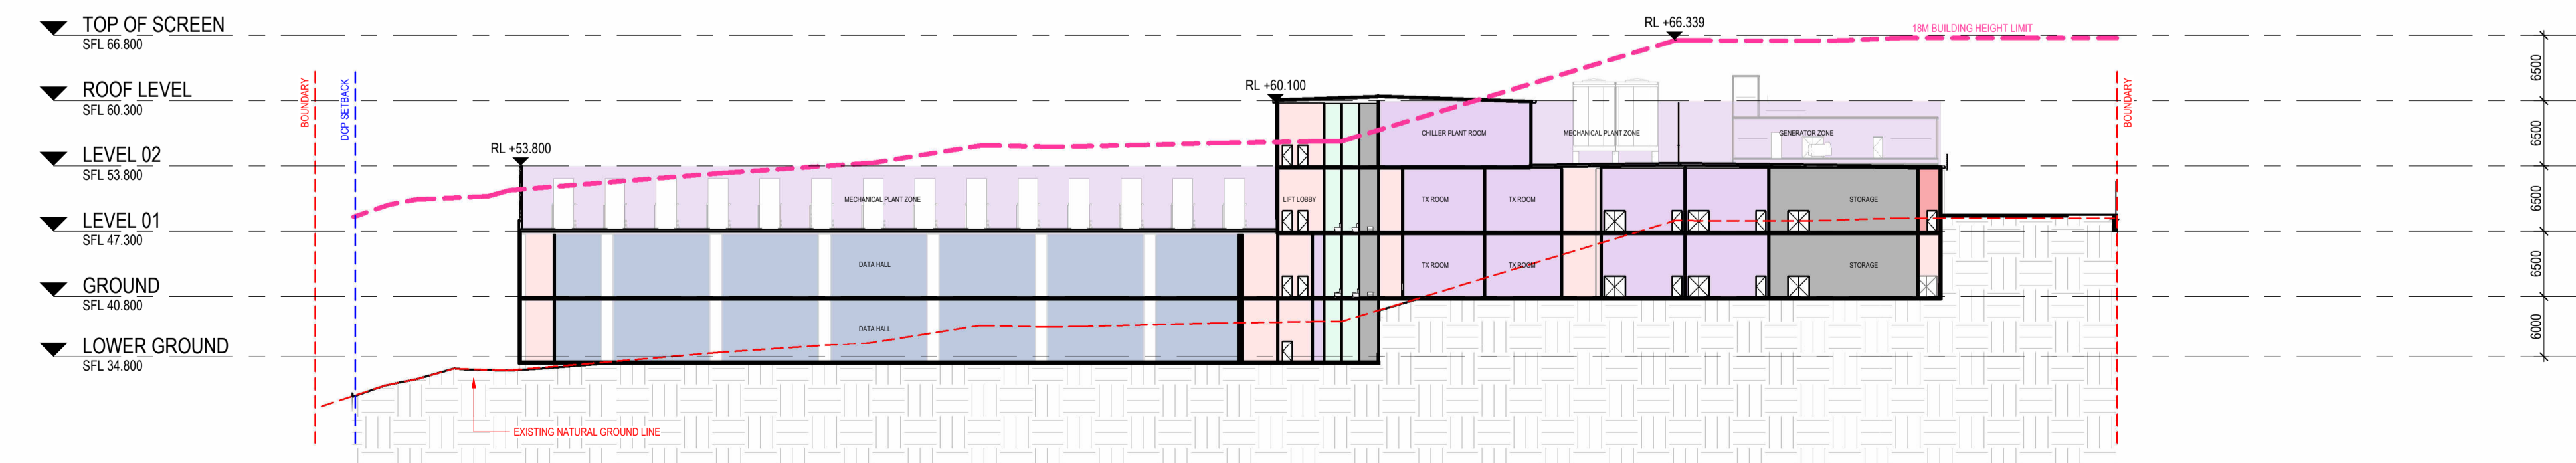 TOP OF SCREEN
SFL 66.800
ROOF LEVEL
SFL 60.300
LEVEL 02
SFL 53.800
LEVEL 01
SFL 47.300
GROUND
SFL 40.800
LOWER GROUND
SFL 34.800
BOUNDARY
DCP SETBACK
RL +53.800
RL +60.100
RL +66.339
18M BUILDING HEIGHT LIMIT
BOUNDARY
CHILLER PLANT ROOM
MECHANICAL PLANT ZONE
GENERATOR ZONE
MECHANICAL PLANT ZONE
LIFT LOBBY
TX ROOM
TX ROOM
STORAGE
DATA HALL
TX ROOM
TX ROOM
STORAGE
DATA HALL
EXISTING NATURAL GROUND LINE
6500
6500
6500
6500
6000